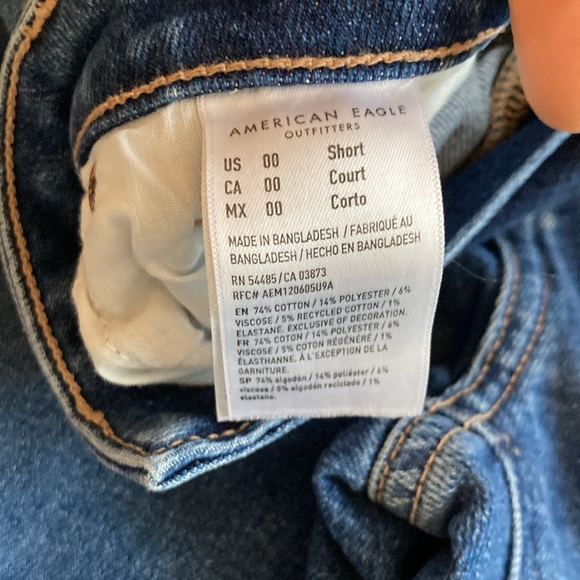 AMERICAN EAGLE
OUTFITTERS
US 00 Short
CA 00 Court
MX 00 Corto
MADE IN BANGLADESH / FABRIQUÉ AU
BANGLADESH / HECHO EN BANGLADESH
RN 54485 / CA 03873
RFC# AEM120605U9A
EN 74% COTTON / 14% POLYESTER / 6%
VISCOSE / 5% RECYCLED COTTON / 1%
ELASTANE. EXCLUSIVE OF DECORATION.
FR 74% COTON / 14% POLYESTER / 6%
VISCOSE / 5% COTON RÉGÉNÉRÉ / 1%
ÉLASTHANNE. À L'EXCEPTION DE LA
GARNITURE.
SP 74% algodón / 14% poliéster / 6%
viscosa / 5% algodón reciclado / 1%
elastano.